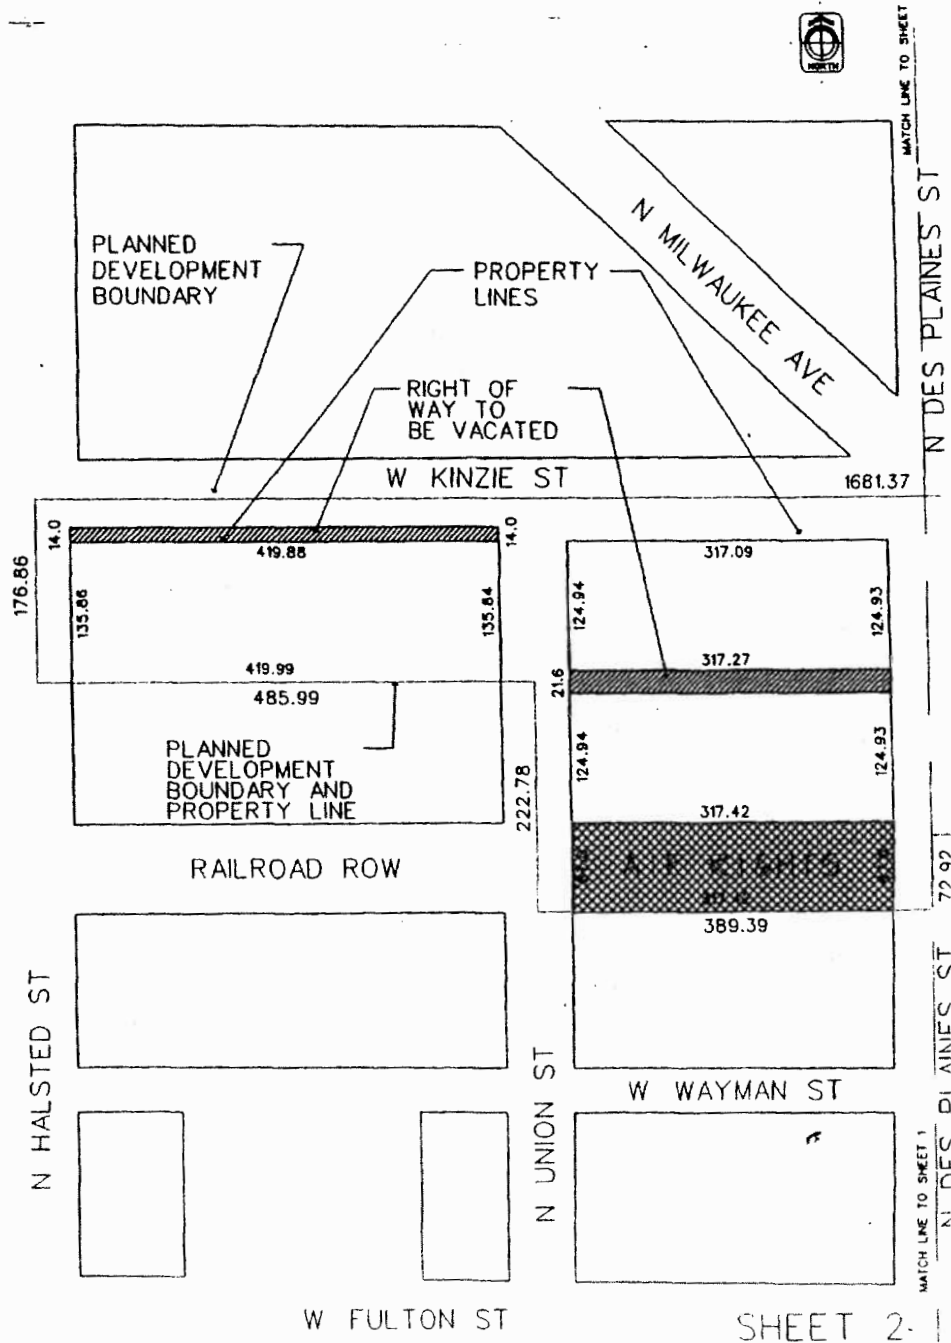 NORTH
MATCH LINE TO SHEET
N DES PLAINES ST
N MILWAUKEE AVE
PLANNED
DEVELOPMENT
BOUNDARY
PROPERTY
LINES
RIGHT OF
WAY TO
BE VACATED
W KINZIE ST
1681.37
14.0
419.88
14.0
317.09
176.86
135.86
135.84
124.94
124.93
419.99
485.99
317.27
21.6
PLANNED
DEVELOPMENT
BOUNDARY AND
PROPERTY LINE
222.78
124.94
124.93
317.42
RAILROAD ROW
AIR RIGHTS
72.92
389.39
N HALSTED ST
N UNION ST
W WAYMAN ST
N DES PLAINES ST
MATCH LINE TO SHEET 1
W FULTON ST
SHEET 2